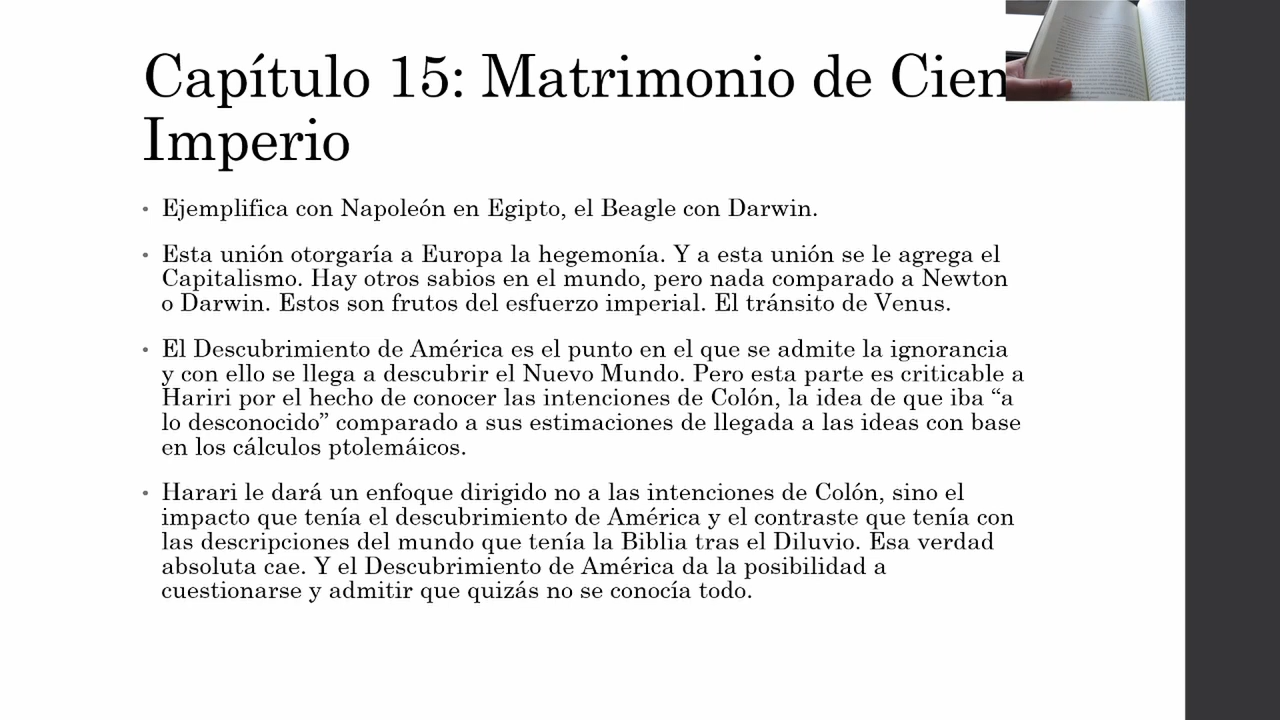 Capítulo 15: Matrimonio de Cien
Imperio
• Ejemplifica con Napoleón en Egipto, el Beagle con Darwin.
• Esta unión otorgaría a Europa la hegemonía. Y a esta unión se le agrega el
Capitalismo. Hay otros sabios en el mundo, pero nada comparado a Newton
o Darwin. Estos son frutos del esfuerzo imperial. El tránsito de Venus.
• El Descubrimiento de América es el punto en el que se admite la ignorancia
y con ello se llega a descubrir el Nuevo Mundo. Pero esta parte es criticable a
Hariri por el hecho de conocer las intenciones de Colón, la idea de que iba “a
lo desconocido” comparado a sus estimaciones de llegada a las ideas con base
en los cálculos ptolemáicos.
• Harari le dará un enfoque dirigido no a las intenciones de Colón, sino el
impacto que tenía el descubrimiento de América y el contraste que tenía con
las descripciones del mundo que tenía la Biblia tras el Diluvio. Esa verdad
absoluta cae. Y el Descubrimiento de América da la posibilidad a
cuestionarse y admitir que quizás no se conocía todo.